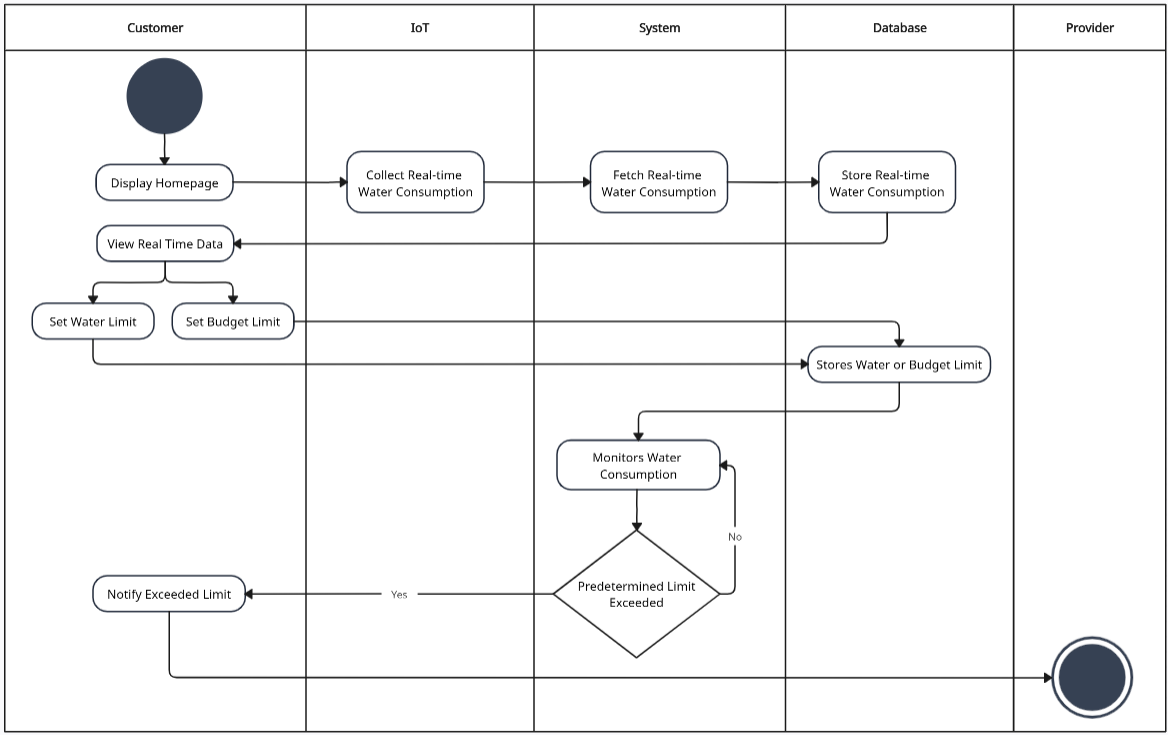 Customer
IoT
System
Database
Provider
Display Homepage
Collect Real-time
Water Consumption
Fetch Real-time
Water Consumption
Store Real-time
Water Consumption
View Real Time Data
Set Water Limit
Set Budget Limit
Stores Water or Budget Limit
Monitors Water
Consumption
No
Predetermined Limit
Exceeded
Yes
Notify Exceeded Limit